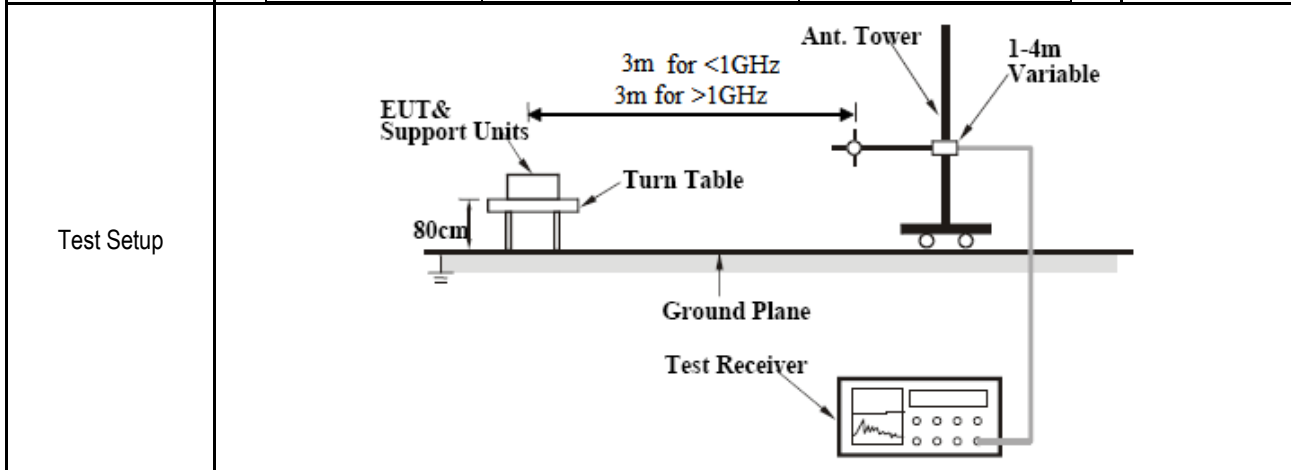 Test Setup
Ant. Tower
1-4m
Variable
3m for <1GHz
3m for >1GHz
EUT&
Support Units
Turn Table
80cm
Ground Plane
Test Receiver